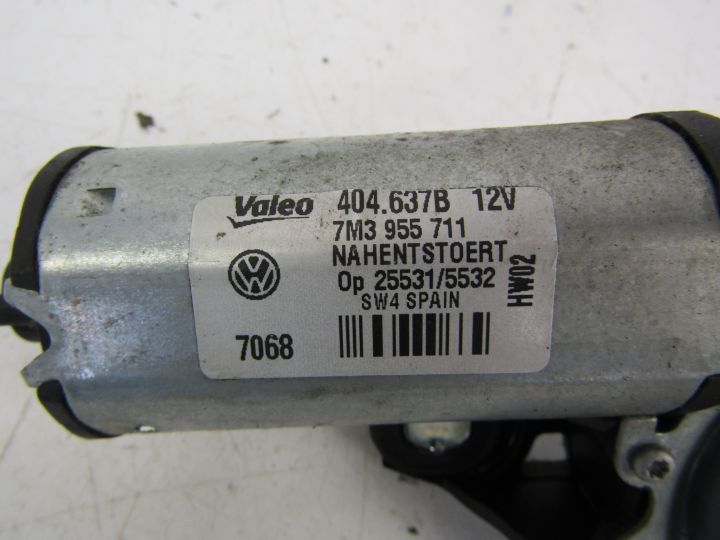 Valeo 404.637B 12V
7M3 955 711
NAHENTSTOERT
Op 25531/5532
SW4 SPAIN
HW02
7068